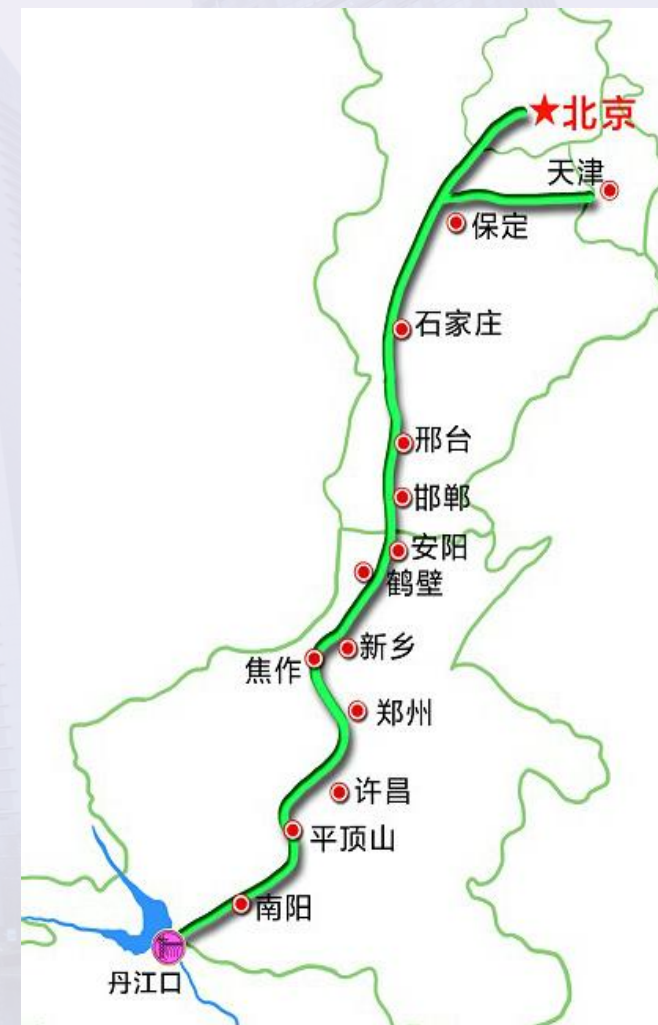 ★北京
天津
保定
石家庄
邢台
邯郸
安阳
鹤壁
新乡
焦作
郑州
许昌
平顶山
南阳
丹江口